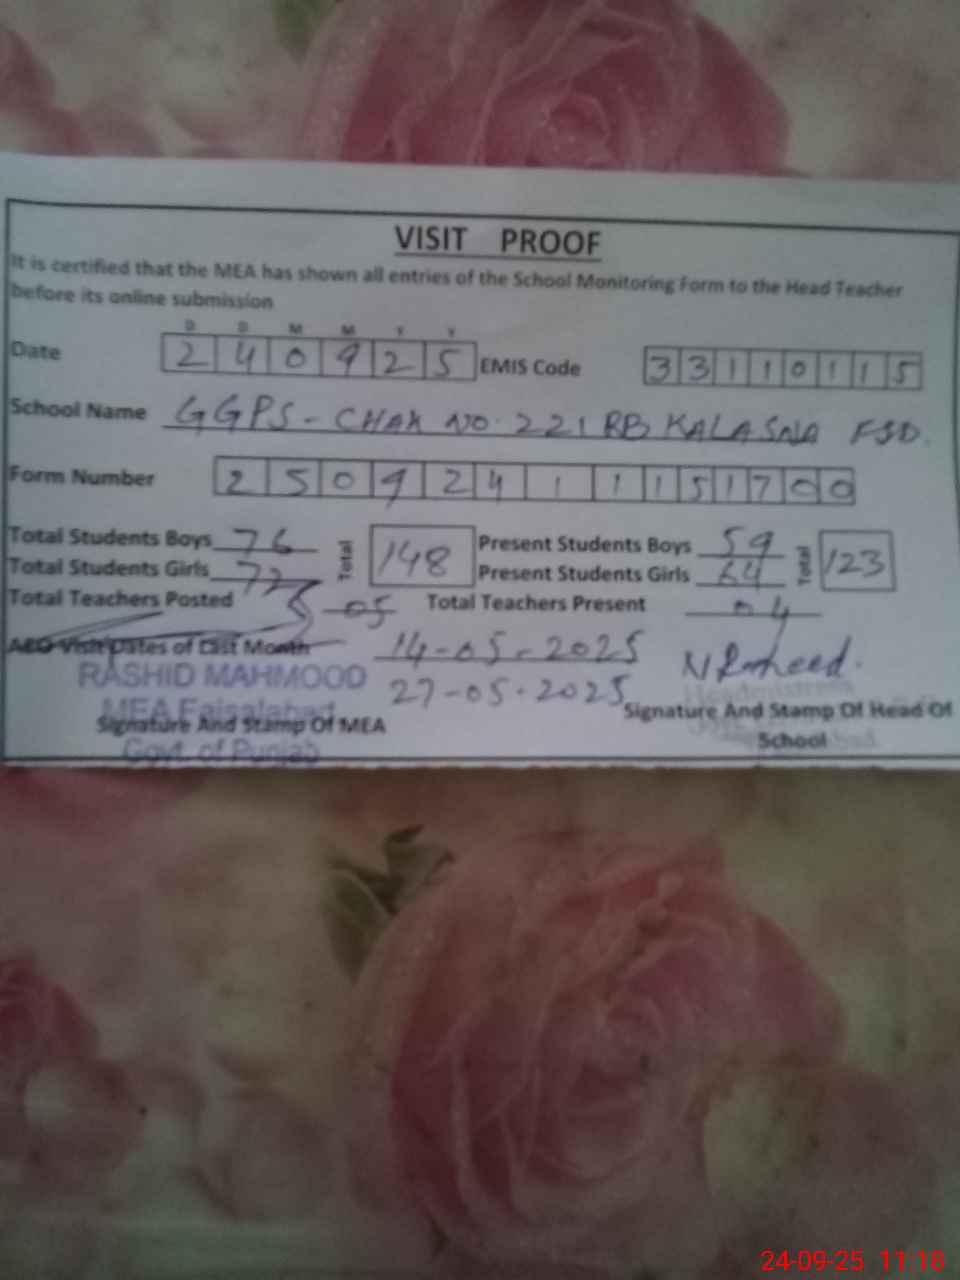 VISIT PROOF
It is certified that the MEA has shown all entries of the School Monitoring Form to the Head Teacher
before its online submission
D D M M Y Y
Date 2 4 0 9 2 5 EMIS Code 3 3 1 1 0 1 1 5
School Name GGPS - CHAK NO. 221 RB KALASNA FSD.
Form Number 2 5 0 9 2 4 1 1 1 5 1 7 0 0
Total Students Boys 76 Total 148 Present Students Boys 59 Total 123
Total Students Girls 72 Present Students Girls 64
Total Teachers Posted 05 Total Teachers Present 04
AEO Visit Dates of Last Month 14-05-2025
RASHID MAHMOOD 27-05-2025
MEA Faisalabad
Signature And Stamp Of MEA Signature And Stamp Of Head Of
School
Govt. of Punjab
Headmistress
24-09-25 11:18